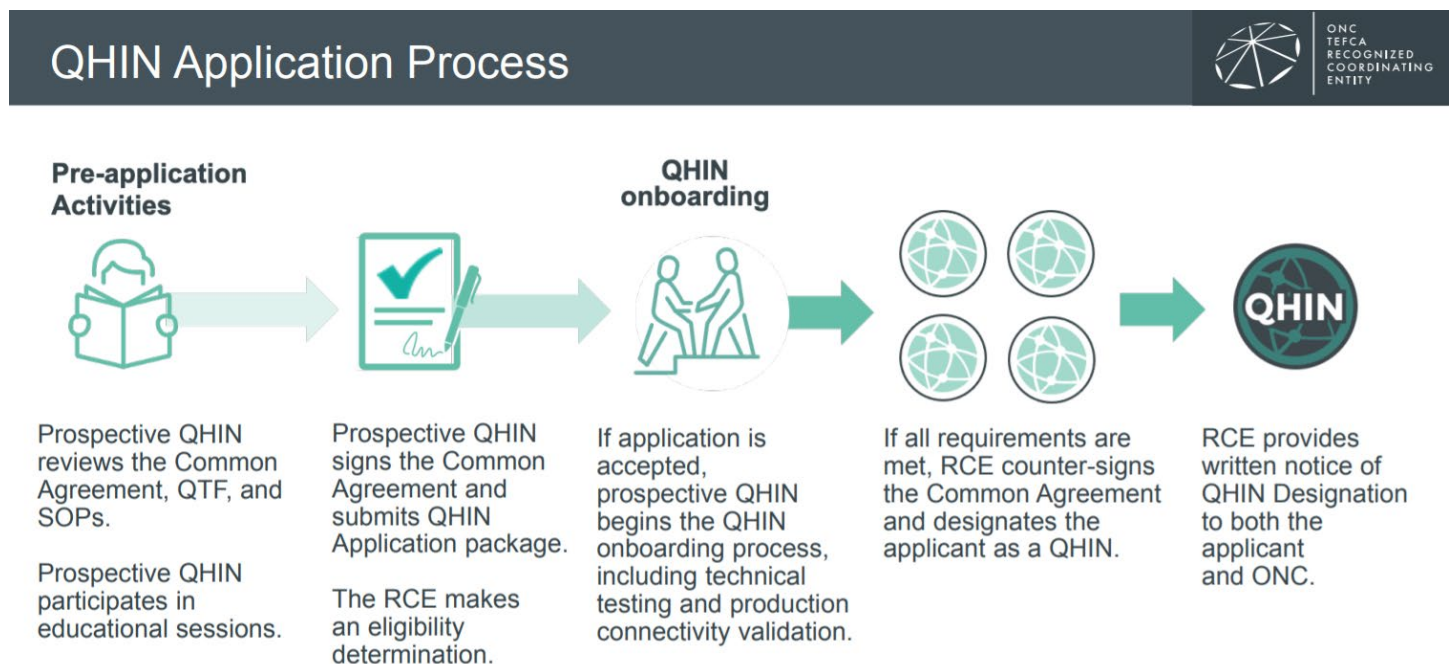 QHIN Application Process
ONC
TEFCA
RECOGNIZED
COORDINATING
ENTITY
Pre-application
Activities
QHIN
onboarding
QHIN
Prospective QHIN
reviews the Common
Agreement, QTF, and
SOPs.
Prospective QHIN
participates in
educational sessions.
Prospective QHIN
signs the Common
Agreement and
submits QHIN
Application package.
The RCE makes
an eligibility
determination.
If application is
accepted,
prospective QHIN
begins the QHIN
onboarding process,
including technical
testing and production
connectivity validation.
If all requirements are
met, RCE counter-signs
the Common Agreement
and designates the
applicant as a QHIN.
RCE provides
written notice of
QHIN Designation
to both the
applicant
and ONC.